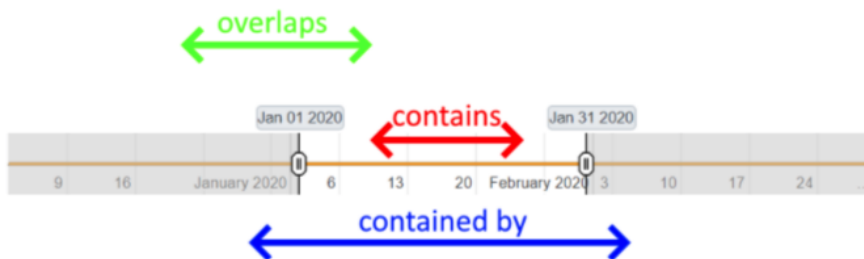 overlaps
Jan 01 2020 contains Jan 31 2020
9 16 January 2020 6 13 20 February 2020 3 10 17 24 ...
contained by